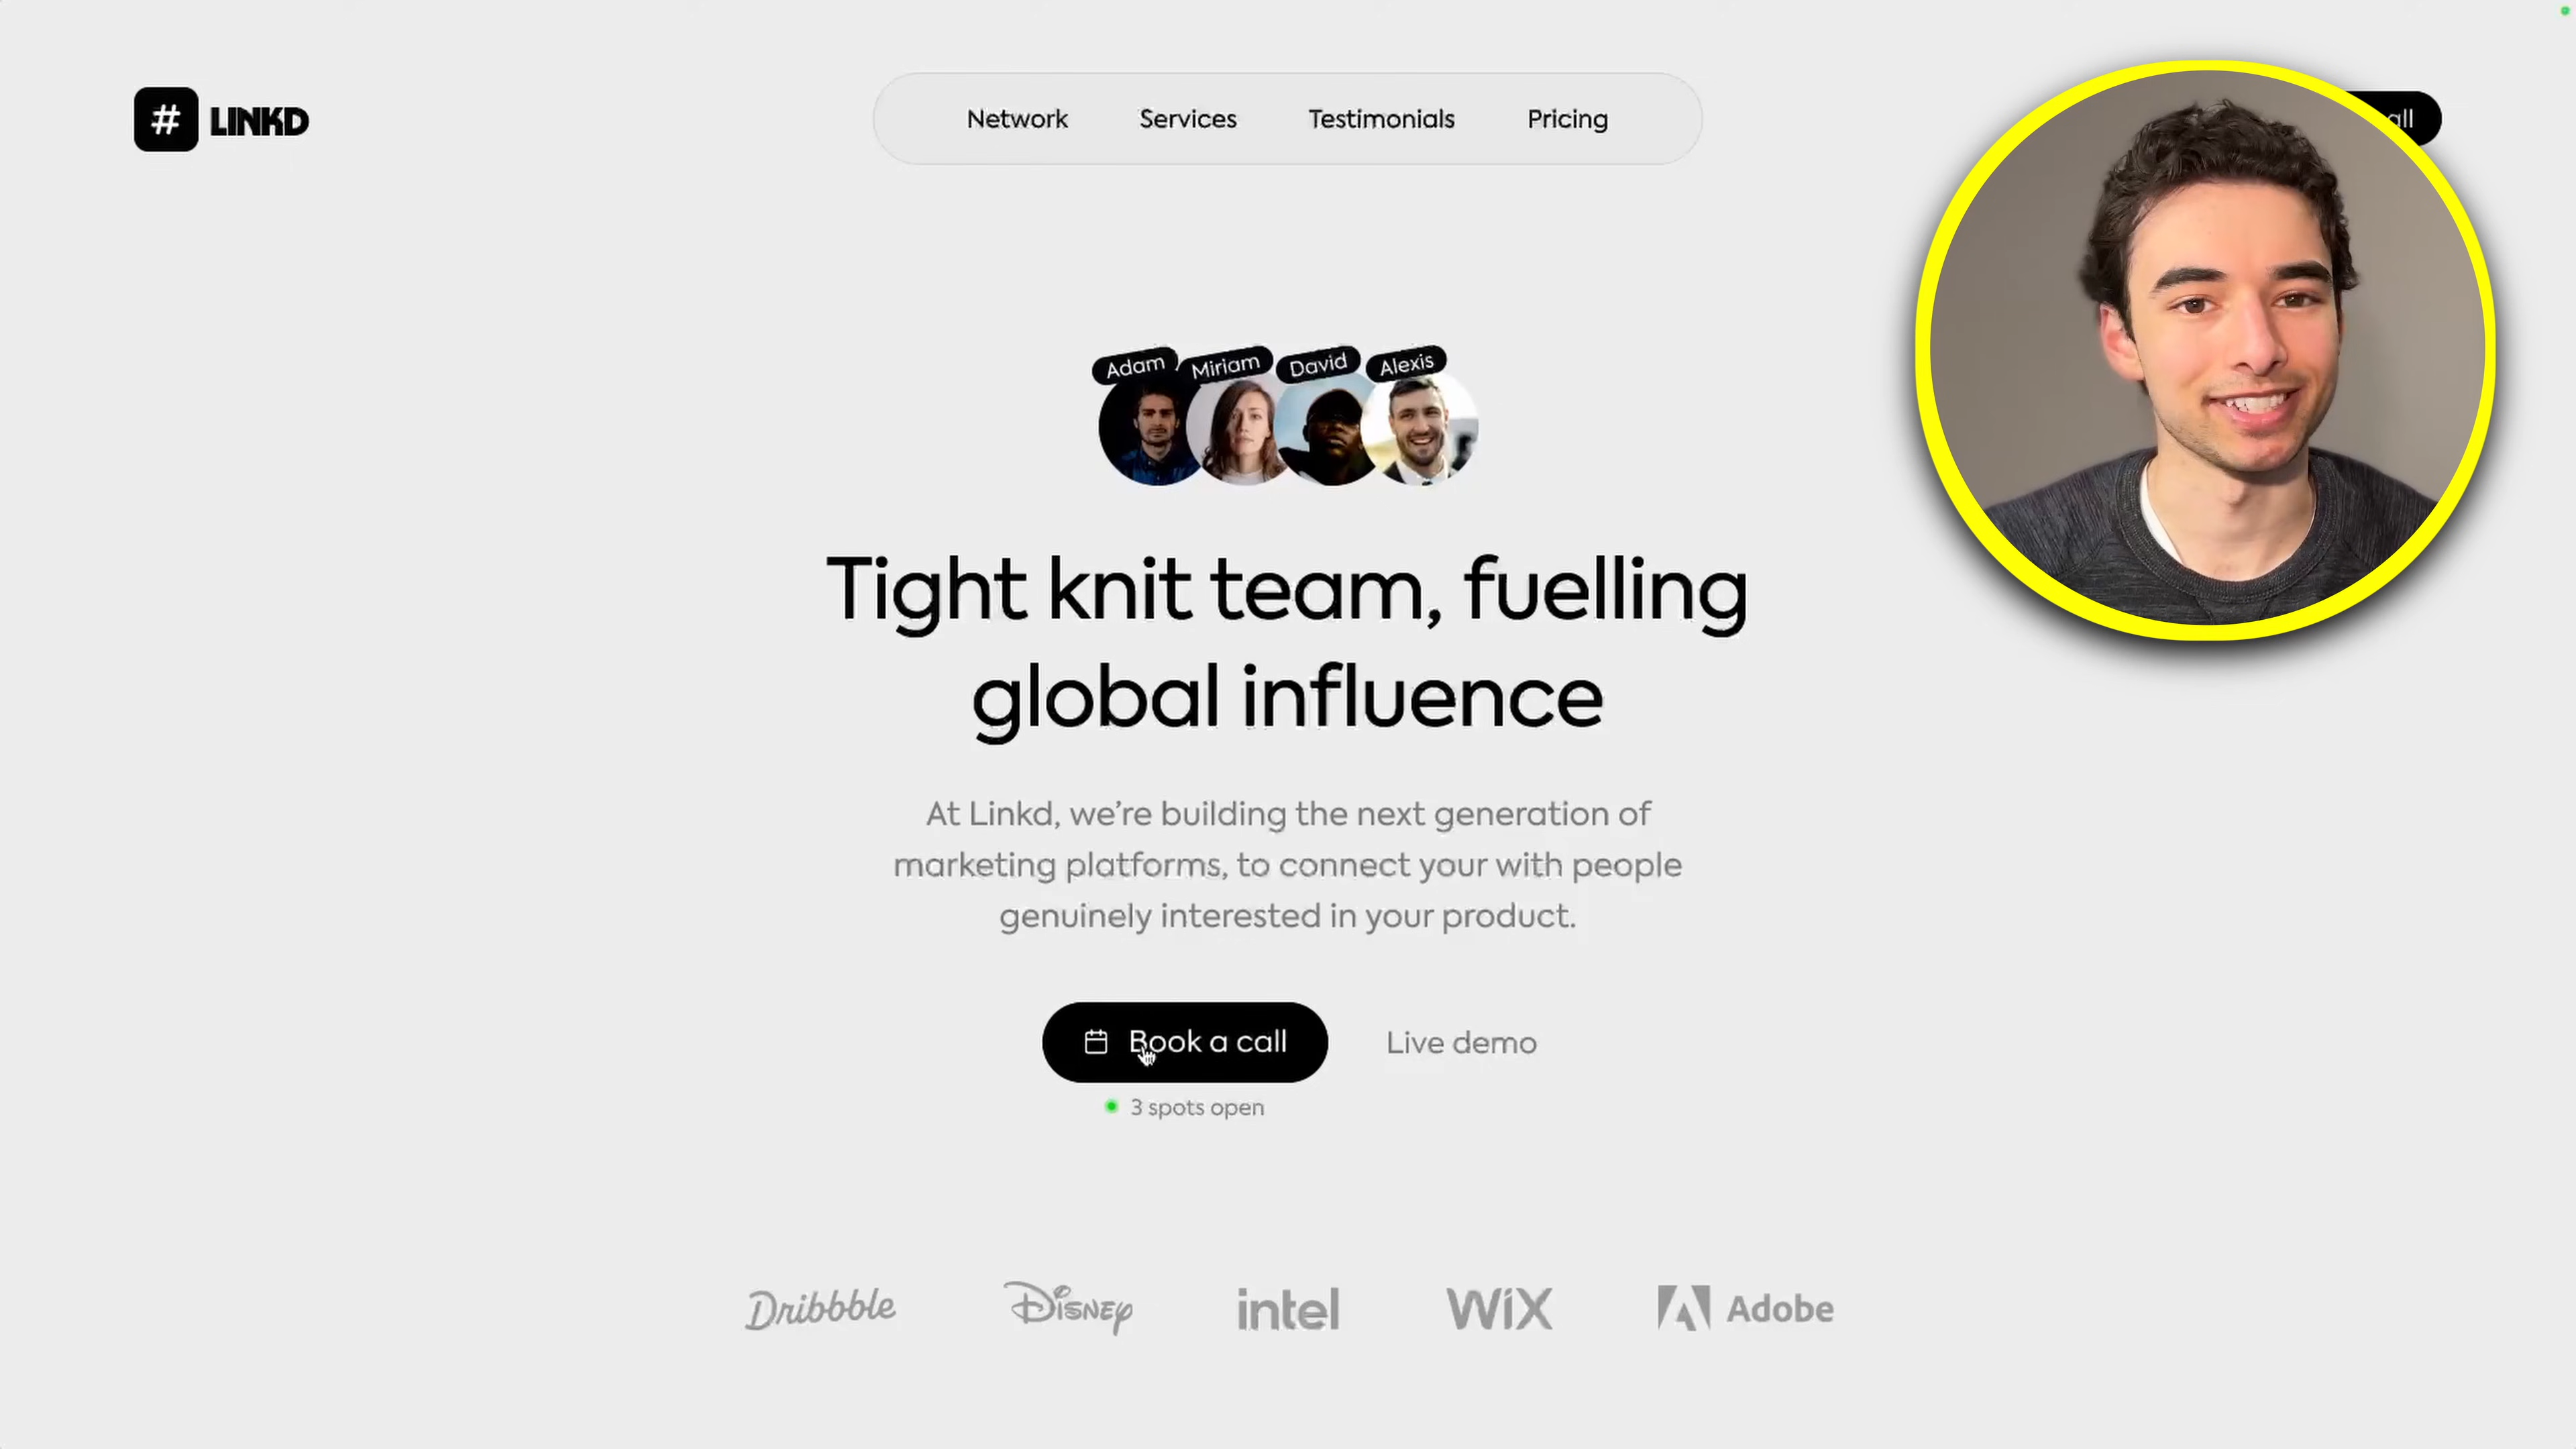 # LINKD
Network Services Testimonials Pricing
Adam Miriam David Alexis
Tight knit team, fuelling
global influence
At Linkd, we’re building the next generation of
marketing platforms, to connect your with people
genuinely interested in your product.
Book a call Live demo
3 spots open
Dribbble Disney intel WiX Adobe